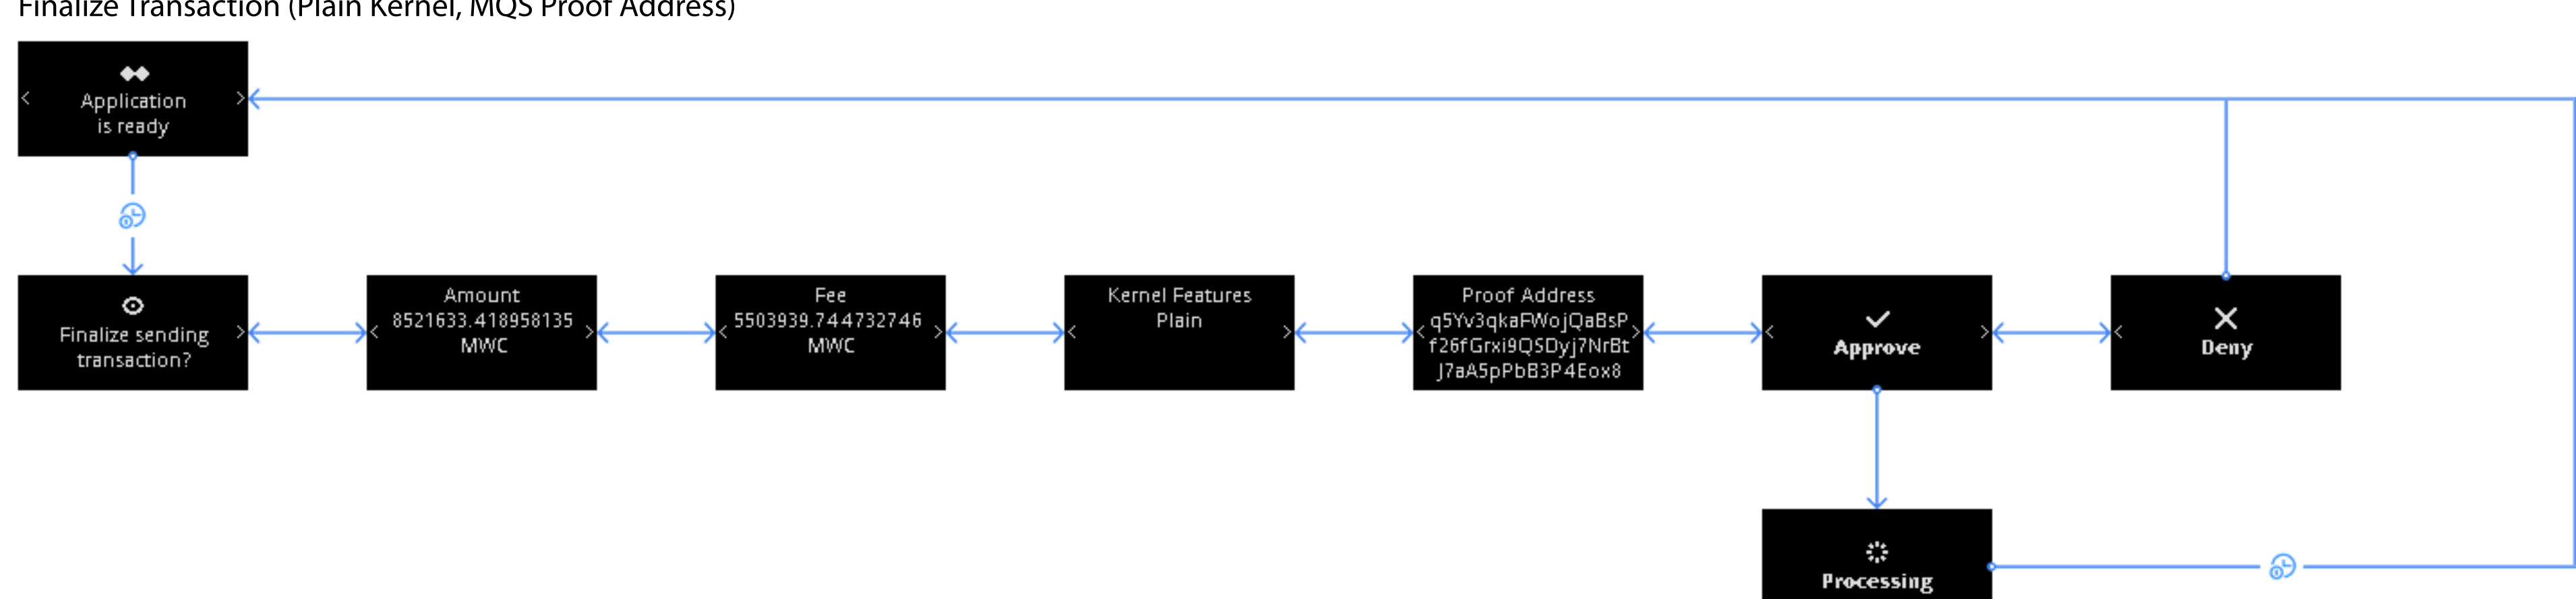 Finalize Transaction (Plain Kernel, MQS Proof Address)
Application
is ready
Finalize sending
transaction?
Amount
8521633.418958135
MWC
Fee
5503939.744732746
MWC
Kernel Features
Plain
Proof Address
q5Yv3qkaFWojQaBsP
f26fGrxi9QSDyj7NrBt
J7aA5pPbB3P4Eox8
Approve
Deny
Processing